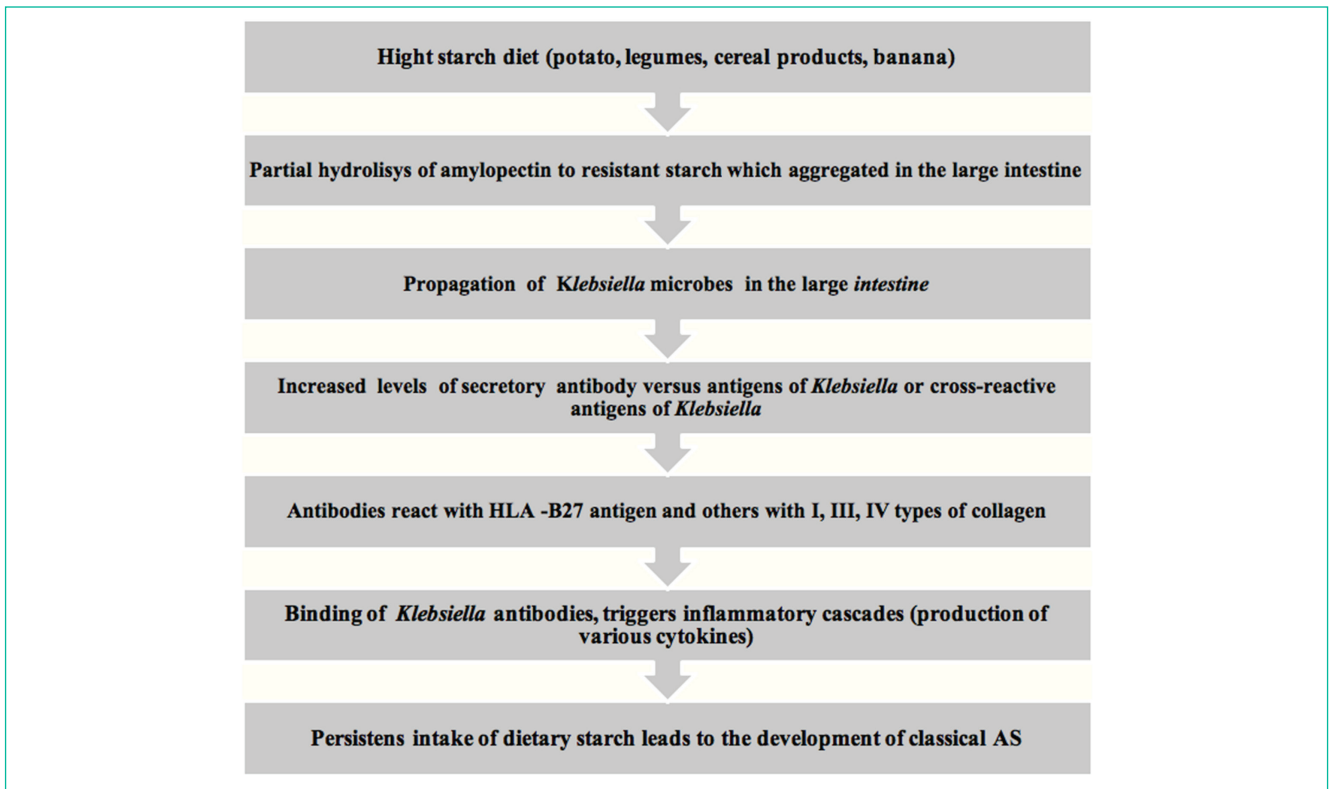 Hight starch diet (potato, legumes, cereal products, banana)
Partial hydrolisys of amylopectin to resistant starch which aggregated in the large intestine
Propagation of Klebsiella microbes in the large intestine
Increased levels of secretory antibody versus antigens of Klebsiella or cross-reactive
antigens of Klebsiella
Antibodies react with HLA -B27 antigen and others with I, III, IV types of collagen
Binding of Klebsiella antibodies, triggers inflammatory cascades (production of
various cytokines)
Persistens intake of dietary starch leads to the development of classical AS